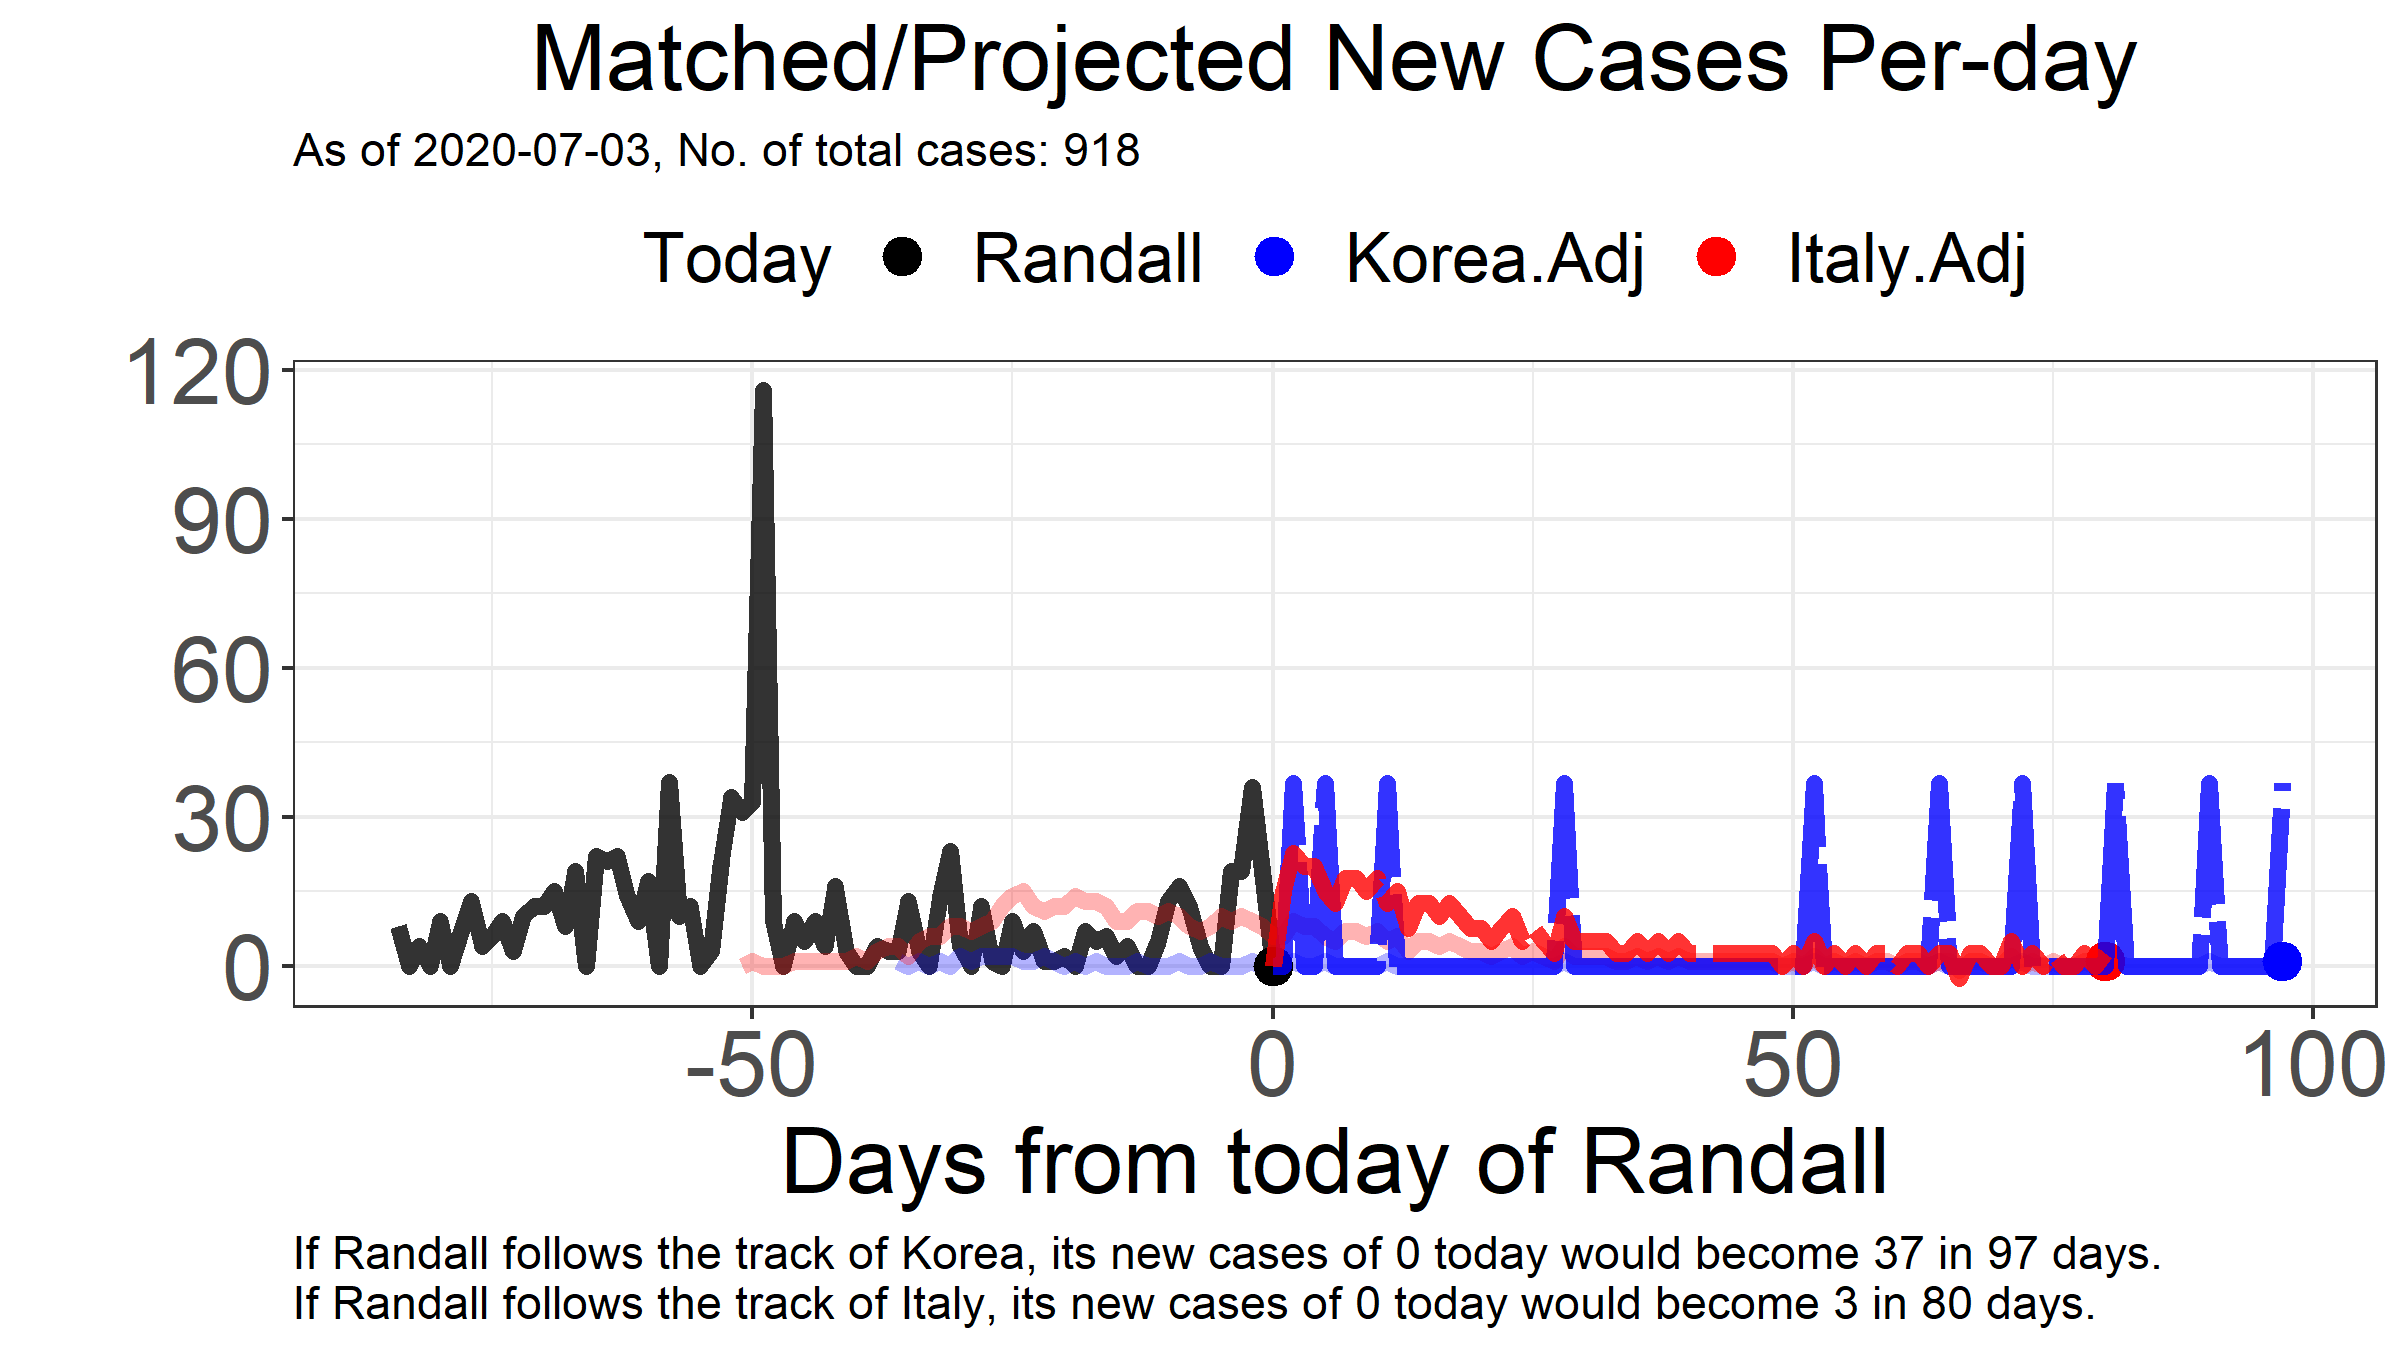 Matched/Projected New Cases Per-day
As of 2020-07-03, No. of total cases: 918
Today Randall Korea.Adj Italy.Adj
120
90
60
30
0
-50 0 50 100
Days from today of Randall
If Randall follows the track of Korea, its new cases of 0 today would become 37 in 97 days.
If Randall follows the track of Italy, its new cases of 0 today would become 3 in 80 days.